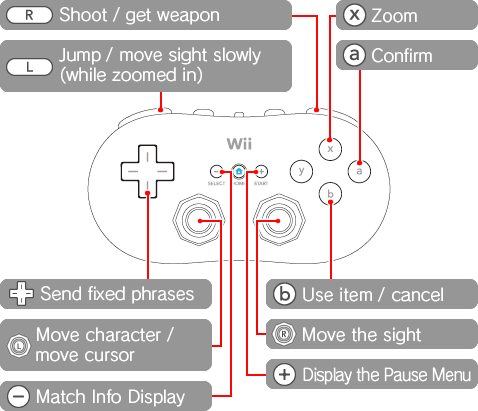 R Shoot / get weapon
L Jump / move sight slowly
(while zoomed in)
x Zoom
a Confirm
Wii
x
y
a
b
SELECT HOME START
Send fixed phrases
L Move character /
move cursor
− Match Info Display
b Use item / cancel
R Move the sight
+ Display the Pause Menu